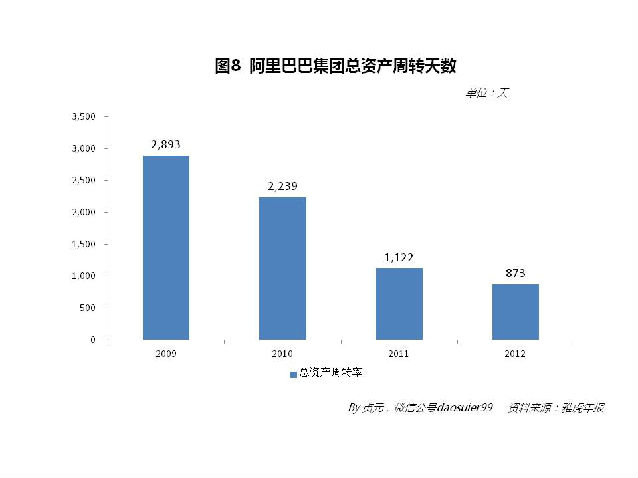 图8 阿里巴巴集团总资产周转天数
单位：天
3,500
3,000
2,500
2,000
1,500
1,000
500
0
2,893
2,239
1,122
873
2009 2010 2011 2012
总资产周转率
By 贞元，微信公号daosuier99 资料来源：雅虎年报